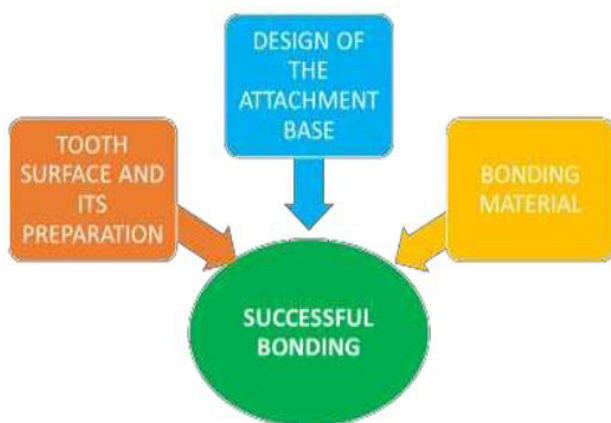 DESIGN OF
THE
ATTACHMENT
BASE
TOOTH
SURFACE AND
ITS
PREPARATION
BONDING
MATERIAL
SUCCESSFUL
BONDING